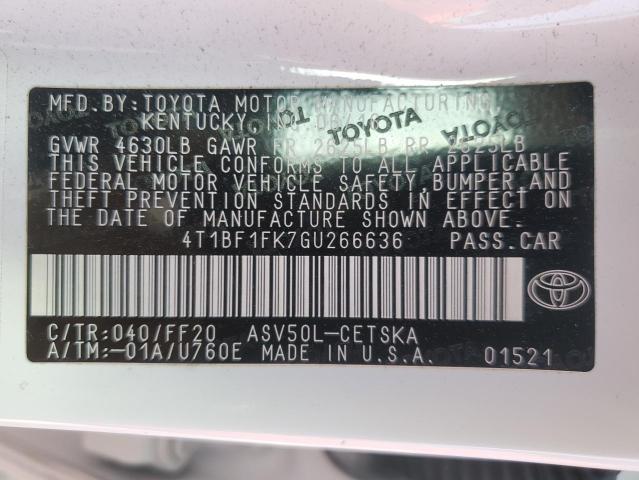 MFD. BY: TOYOTA MOTOR MANUFACTURING
KENTUCKY, INC.
GVWR 4630LB GAWR FR 2625LB RR 2625LB
THIS VEHICLE CONFORMS TO ALL APPLICABLE
FEDERAL MOTOR VEHICLE SAFETY, BUMPER, AND
THEFT PREVENTION STANDARDS IN EFFECT ON
THE DATE OF MANUFACTURE SHOWN ABOVE.
4T1BF1FK7GU266636 PASS. CAR
C/TR: 040/FF20 ASV50L-CETSKA
A/TM: -01A/U760E MADE IN U.S.A. 01521